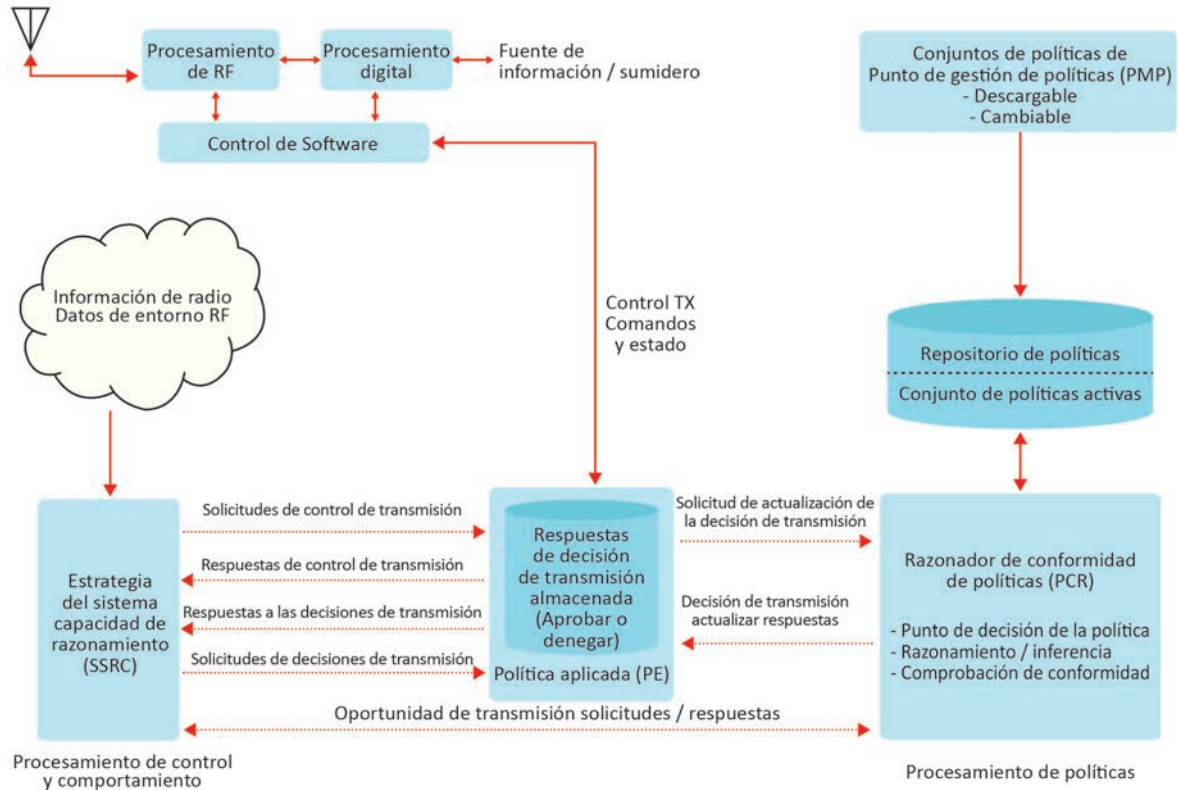 Procesamiento
de RF
Procesamiento
digital
Fuente de
información / sumidero
Control de Software
Conjuntos de políticas de
Punto de gestión de políticas (PMP)
- Descargable
- Cambiable
Información de radio
Datos de entorno RF
Control TX
Comandos
y estado
Repositorio de políticas
Conjunto de políticas activas
Estrategia
del sistema
capacidad de
razonamiento
(SSRC)
Solicitudes de control de transmisión
Respuestas de control de transmisión
Respuestas a las decisiones de transmisión
Solicitudes de decisiones de transmisión
Respuestas
de decisión
de transmisión
almacenada
(Aprobar o
denegar)
Política aplicada (PE)
Solicitud de actualización de
la decisión de transmisión
Decisión de transmisión
actualizar respuestas
Razonador de conformidad
de políticas (PCR)
- Punto de decisión de la política
- Razonamiento / inferencia
- Comprobación de conformidad
Oportunidad de transmisión solicitudes / respuestas
Procesamiento de control
y comportamiento
Procesamiento de políticas